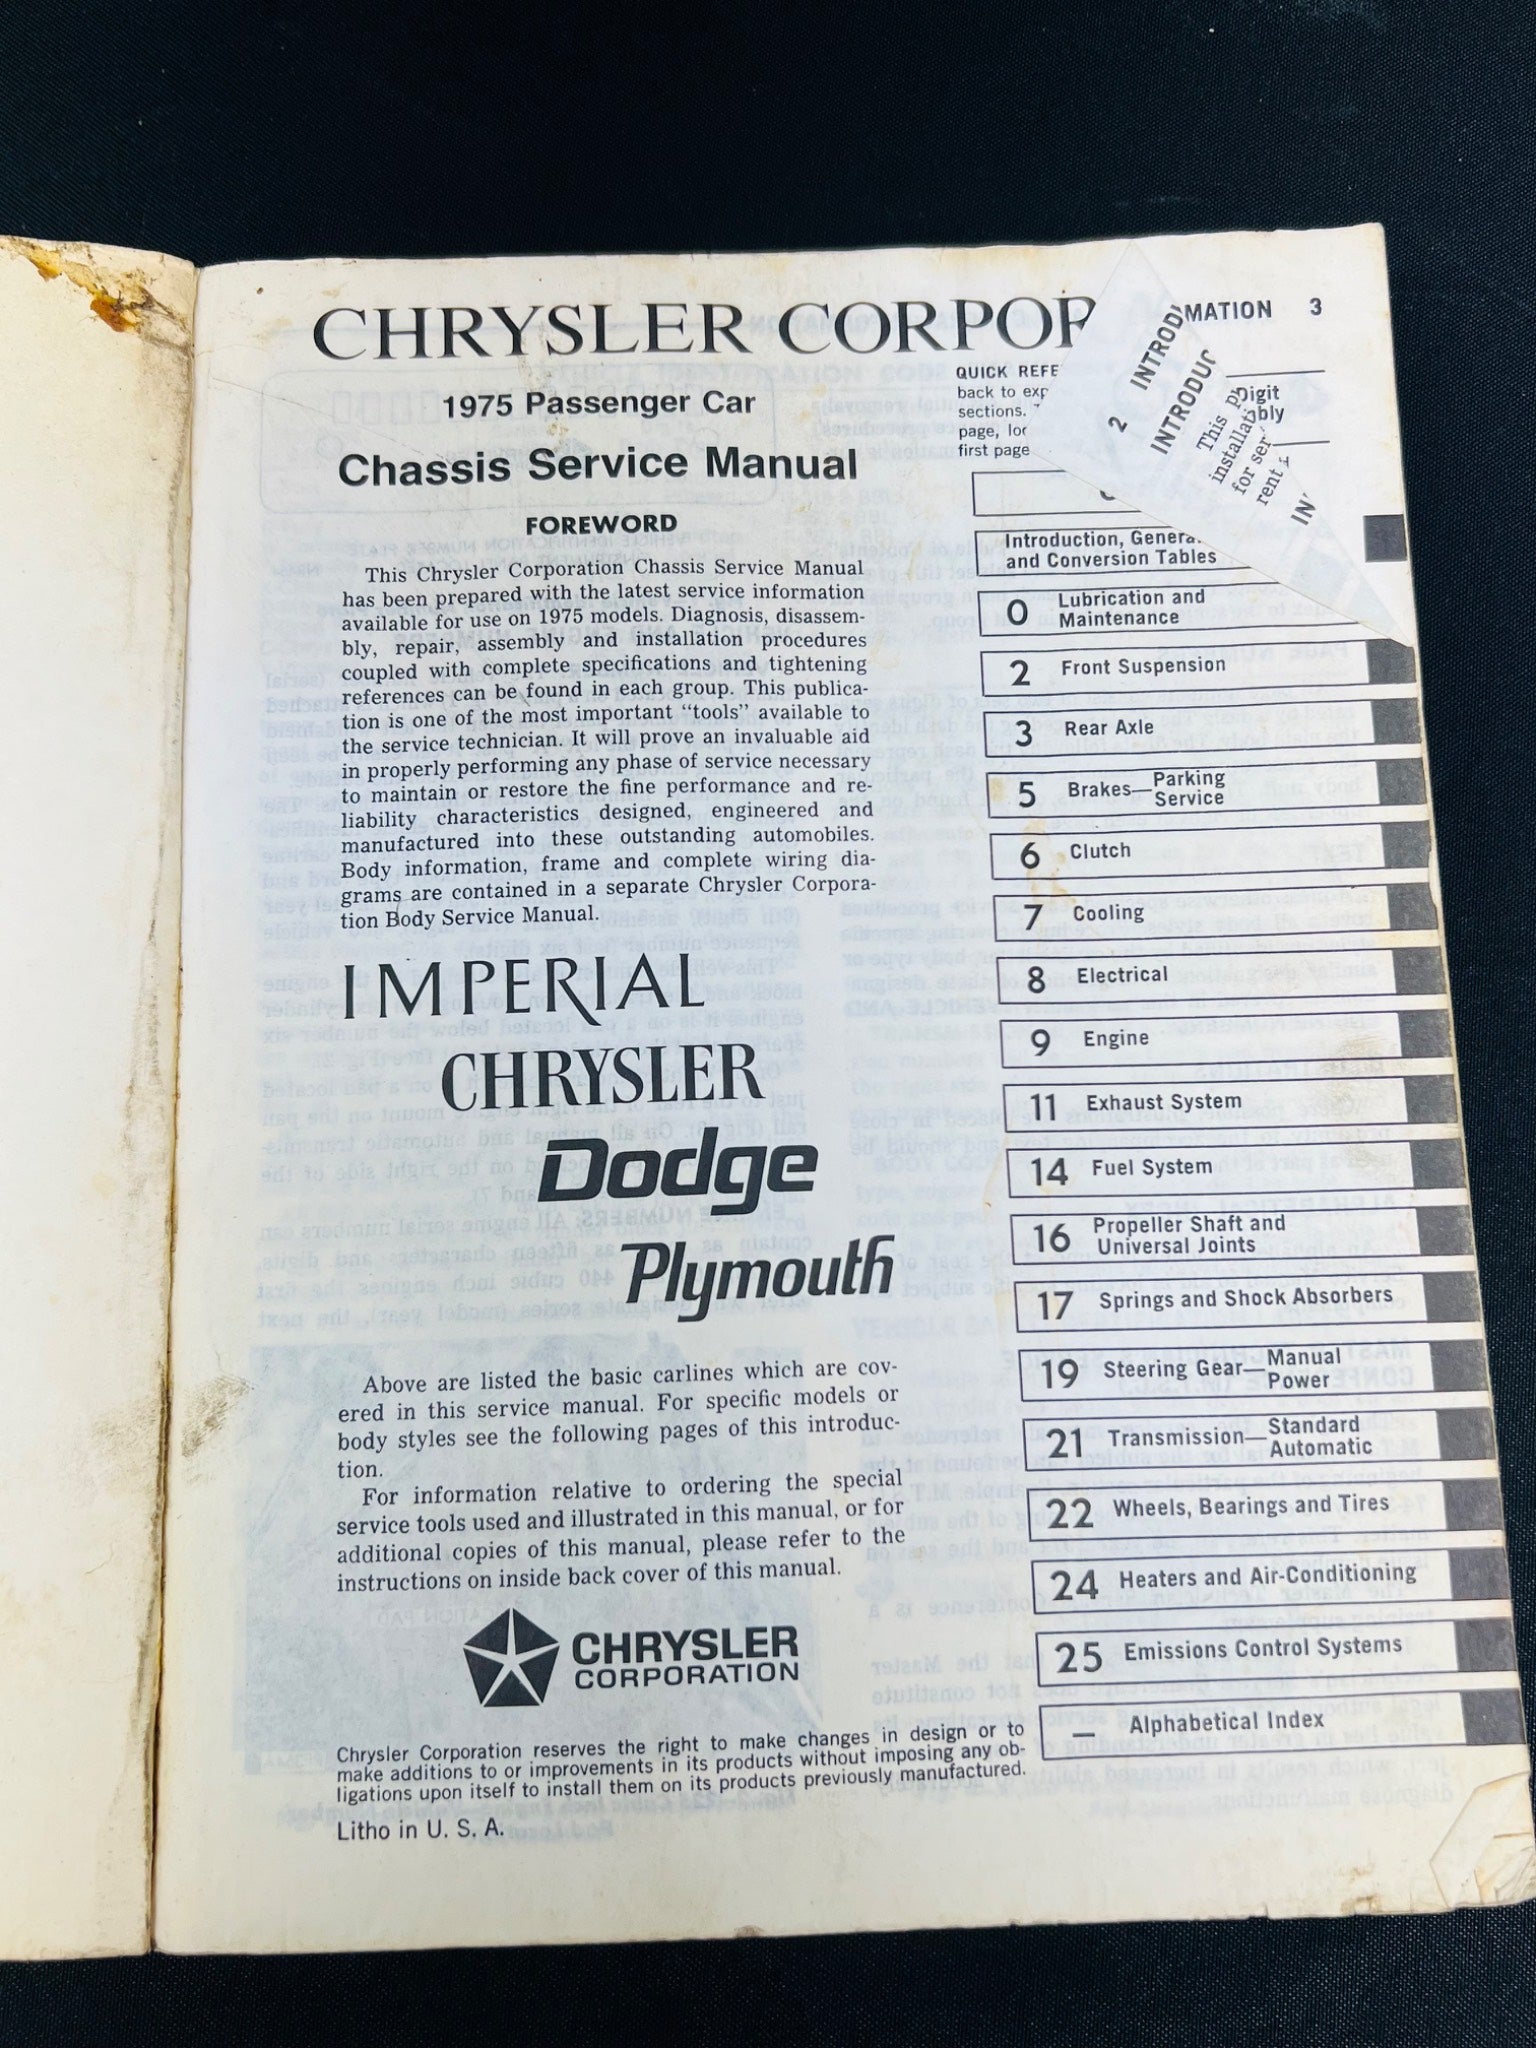 CHRYSLER CORPOR
1975 Passenger Car
Chassis Service Manual
FOREWORD
This Chrysler Corporation Chassis Service Manual
has been prepared with the latest service information
available for use on 1975 models. Diagnosis, disassem-
bly, repair, assembly and installation procedures
coupled with complete specifications and tightening
references can be found in each group. This publica-
tion is one of the most important “tools” available to
the service technician. It will prove an invaluable aid
in properly performing any phase of service necessary
to maintain or restore the fine performance and re-
liability characteristics designed, engineered and
manufactured into these outstanding automobiles.
Body information, frame and complete wiring dia-
grams are contained in a separate Chrysler Corpora-
tion Body Service Manual.
IMPERIAL
CHRYSLER
Dodge
Plymouth
Above are listed the basic carlines which are cov-
ered in this service manual. For specific models or
body styles see the following pages of this introduc-
tion.
For information relative to ordering the special
service tools used and illustrated in this manual, or for
additional copies of this manual, please refer to the
instructions on inside back cover of this manual.
CHRYSLER
CORPORATION
Chrysler Corporation reserves the right to make changes in design or to
make additions to or improvements in its products without imposing any ob-
ligations upon itself to install them on its products previously manufactured.
Litho in U. S. A.
QUICK REFE
back to exp
sections.
page, loc
first page
Introduction, General
and Conversion Tables
0 Lubrication and
Maintenance
2 Front Suspension
3 Rear Axle
5 Brakes—Parking
Service
6 Clutch
7 Cooling
8 Electrical
9 Engine
11 Exhaust System
14 Fuel System
16 Propeller Shaft and
Universal Joints
17 Springs and Shock Absorbers
19 Steering Gear—Manual
Power
21 Transmission—Standard
Automatic
22 Wheels, Bearings and Tires
24 Heaters and Air-Conditioning
25 Emissions Control Systems
— Alphabetical Index
MATION 3
Digit
bly
2 INTROD
INTRODUC
This ph
installati
for ser
rent
IN